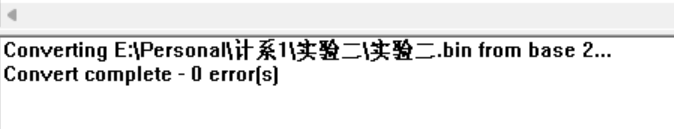 Converting E:\Personal\计系1\实验二\实验二.bin from base 2...
Convert complete - 0 error(s)